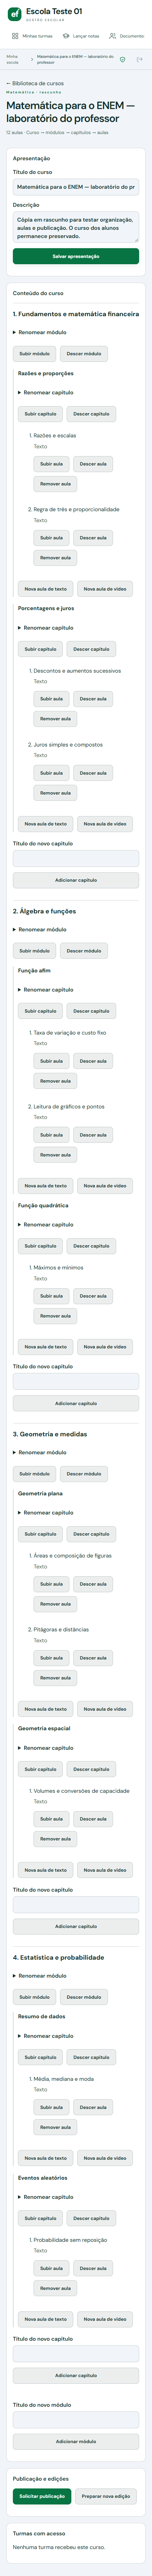 ef
Escola Teste 01
GESTÃO ESCOLAR
Minhas turmas
Lançar notas
Documento
Minha escola
Matemática para o ENEM — laboratório do professor
← Biblioteca de cursos
Matemática · rascunho
Matemática para o ENEM —
laboratório do professor
12 aulas · Curso → módulos → capítulos → aulas
Apresentação
Título do curso
Matemática para o ENEM — laboratório do pr
Descrição
Cópia em rascunho para testar organização,
aulas e publicação. O curso dos alunos
permanece preservado.
Salvar apresentação
Conteúdo do curso
1. Fundamentos e matemática financeira
▶ Renomear módulo
Subir módulo
Descer módulo
Razões e proporções
▶ Renomear capítulo
Subir capítulo
Descer capítulo
1. Razões e escalas
Texto
Subir aula
Descer aula
Remover aula
2. Regra de três e proporcionalidade
Texto
Subir aula
Descer aula
Remover aula
Nova aula de texto
Nova aula de vídeo
Porcentagens e juros
▶ Renomear capítulo
Subir capítulo
Descer capítulo
1. Descontos e aumentos sucessivos
Texto
Subir aula
Descer aula
Remover aula
2. Juros simples e compostos
Texto
Subir aula
Descer aula
Remover aula
Nova aula de texto
Nova aula de vídeo
Título do novo capítulo
Adicionar capítulo
2. Álgebra e funções
▶ Renomear módulo
Subir módulo
Descer módulo
Função afim
▶ Renomear capítulo
Subir capítulo
Descer capítulo
1. Taxa de variação e custo fixo
Texto
Subir aula
Descer aula
Remover aula
2. Leitura de gráficos e pontos
Texto
Subir aula
Descer aula
Remover aula
Nova aula de texto
Nova aula de vídeo
Função quadrática
▶ Renomear capítulo
Subir capítulo
Descer capítulo
1. Máximos e mínimos
Texto
Subir aula
Descer aula
Remover aula
Nova aula de texto
Nova aula de vídeo
Título do novo capítulo
Adicionar capítulo
3. Geometria e medidas
▶ Renomear módulo
Subir módulo
Descer módulo
Geometria plana
▶ Renomear capítulo
Subir capítulo
Descer capítulo
1. Áreas e composição de figuras
Texto
Subir aula
Descer aula
Remover aula
2. Pitágoras e distâncias
Texto
Subir aula
Descer aula
Remover aula
Nova aula de texto
Nova aula de vídeo
Geometria espacial
▶ Renomear capítulo
Subir capítulo
Descer capítulo
1. Volumes e conversões de capacidade
Texto
Subir aula
Descer aula
Remover aula
Nova aula de texto
Nova aula de vídeo
Título do novo capítulo
Adicionar capítulo
4. Estatística e probabilidade
▶ Renomear módulo
Subir módulo
Descer módulo
Resumo de dados
▶ Renomear capítulo
Subir capítulo
Descer capítulo
1. Média, mediana e moda
Texto
Subir aula
Descer aula
Remover aula
Nova aula de texto
Nova aula de vídeo
Eventos aleatórios
▶ Renomear capítulo
Subir capítulo
Descer capítulo
1. Probabilidade sem reposição
Texto
Subir aula
Descer aula
Remover aula
Nova aula de texto
Nova aula de vídeo
Título do novo capítulo
Adicionar capítulo
Título do novo módulo
Adicionar módulo
Publicação e edições
Solicitar publicação
Preparar nova edição
Turmas com acesso
Nenhuma turma recebeu este curso.